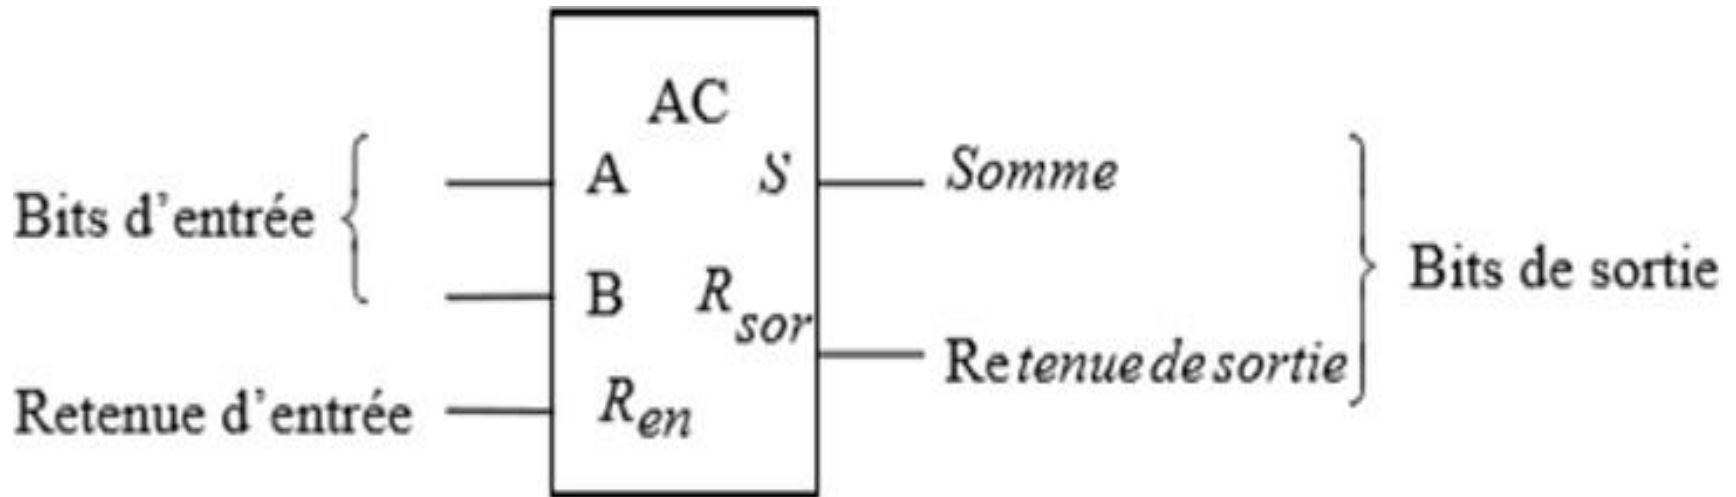 AC
Bits d'entrée
A
S
Somme
B
R sor
Bits de sortie
Retenue de sortie
Retenue d'entrée
R en